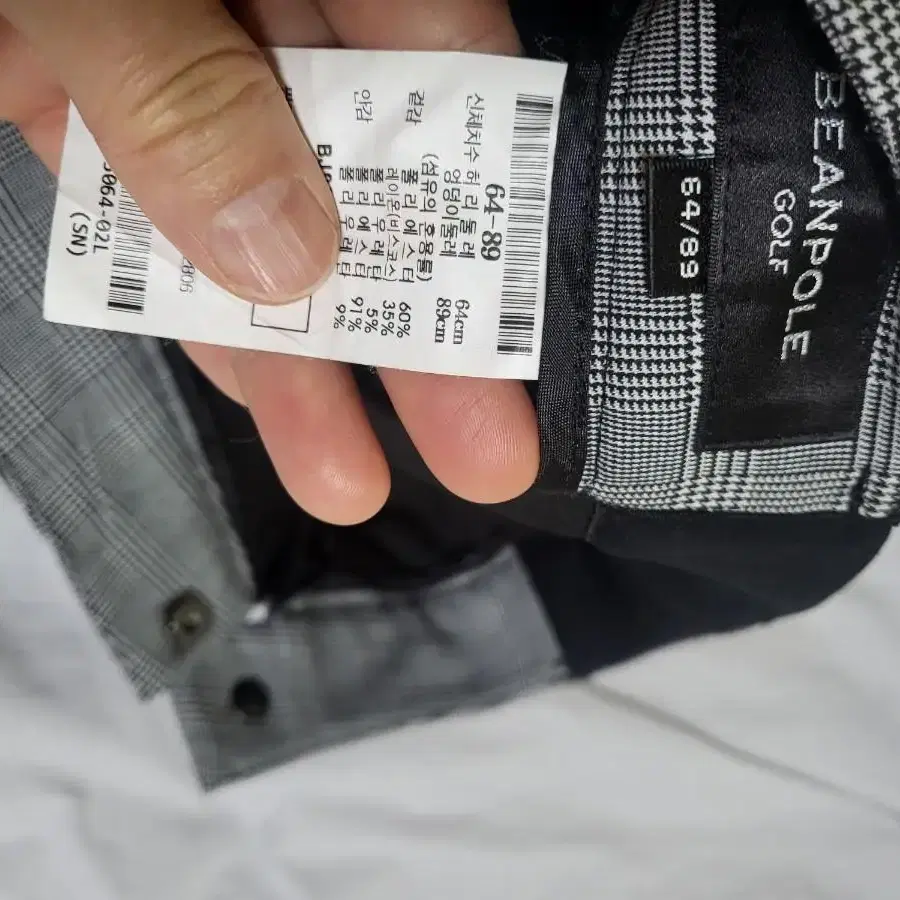 BEANPOLE
GOLF
64/89
64-89
신체치수 허리둘레 64cm
엉덩이둘레 89cm
(섬유의 혼용률)
겉감 폴리에스터 60%
레이온(비스코스) 35%
폴리우레탄 5%
안감 폴리에스터 91%
폴리우레탄 9%
2806
064-02L
(SN)